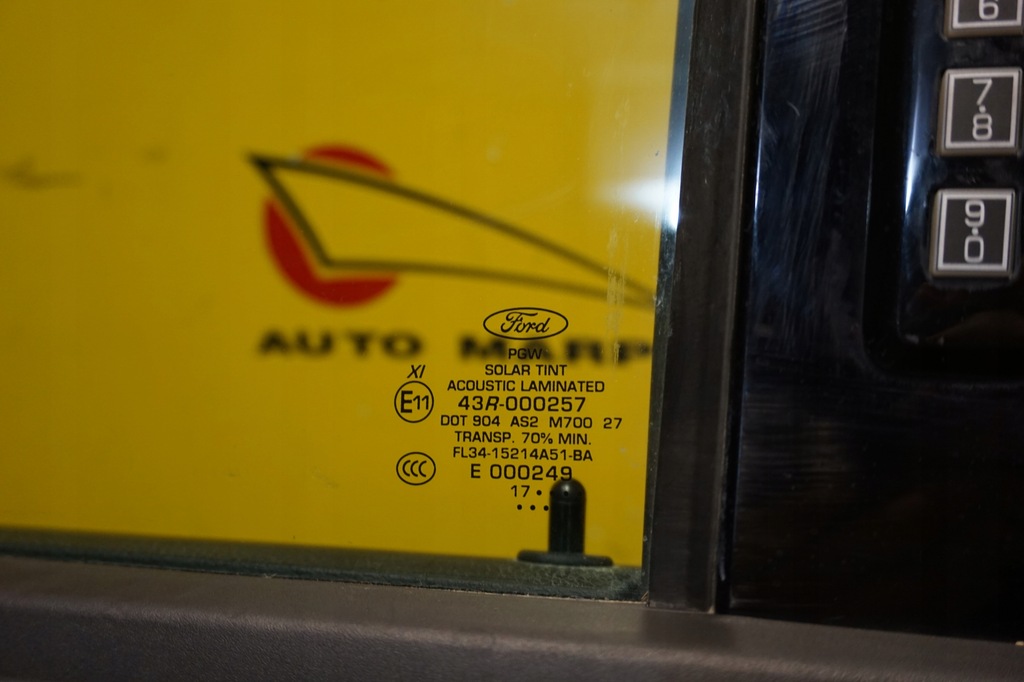 6
7.8
9.0
AUTO
Ford
PGW
SOLAR TINT
XI
ACOUSTIC LAMINATED
E11
43R-000257
DOT 904 AS2 M700 27
TRANSP. 70% MIN.
FL34-15214A51-BA
CCC
E 000249
17